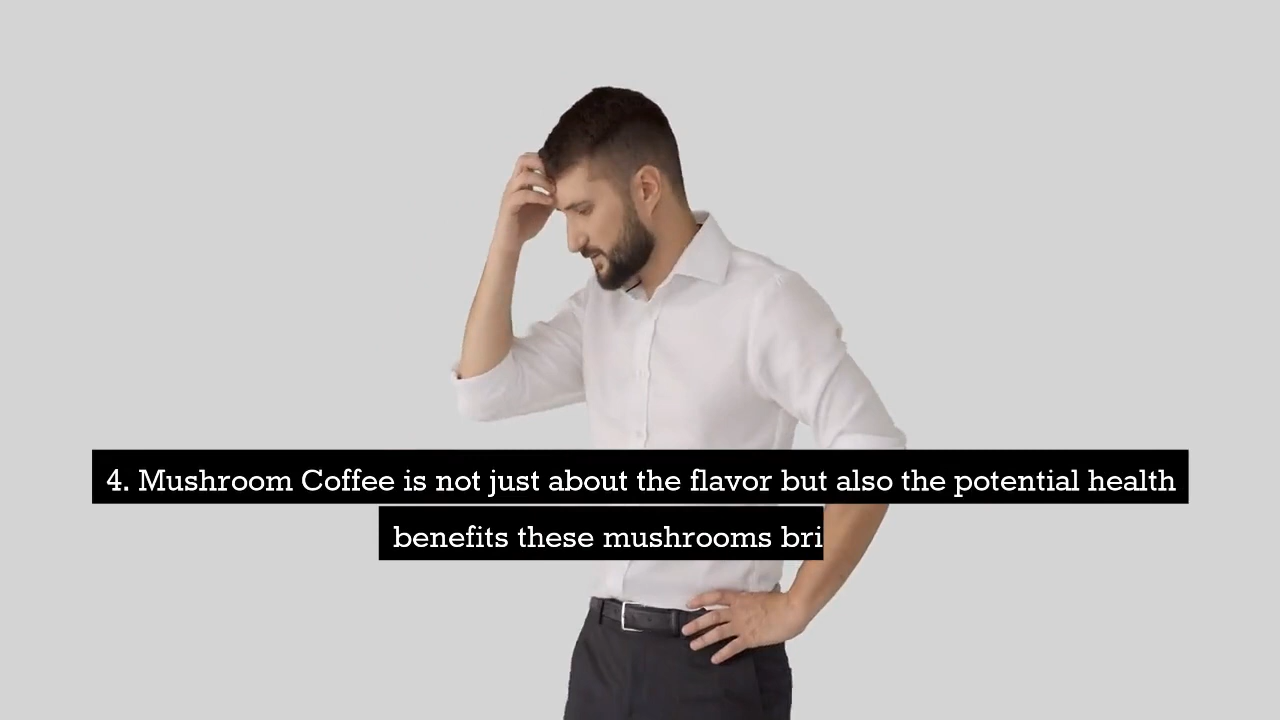 4. Mushroom Coffee is not just about the flavor but also the potential health
benefits these mushrooms bri